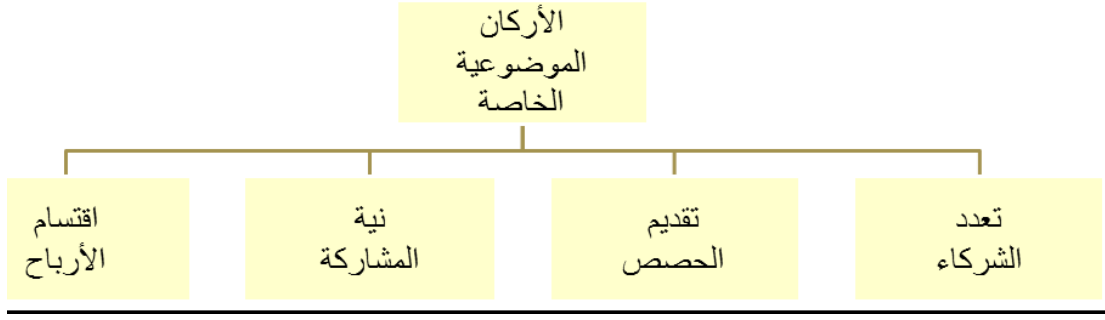 الأركان
الموضوعية
الخاصة
تعدد
الشركاء
تقديم
الحصص
نية
المشاركة
اقتسام
الأرباح